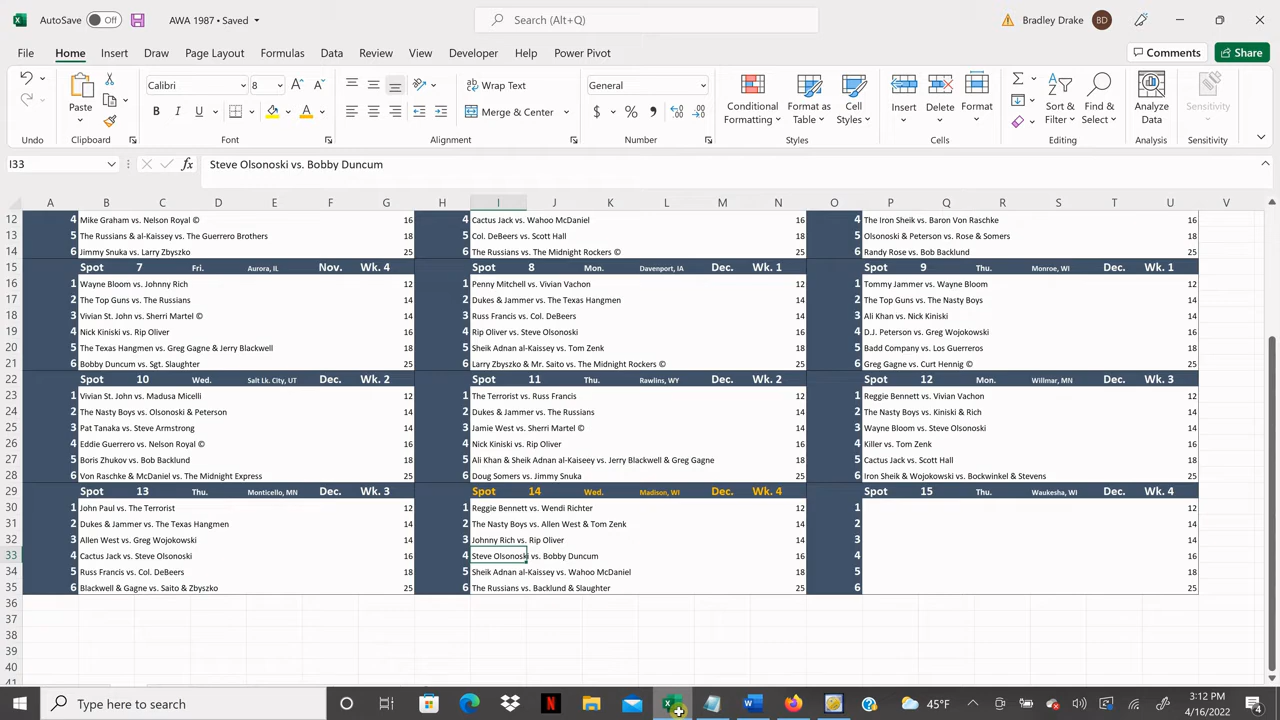 AutoSave Off AWA 1987 • Saved Search (Alt+Q) Bradley Drake BD
File Home Insert Draw Page Layout Formulas Data Review View Developer Help Power Pivot Comments Share
Calibri 8 Wrap Text General
Paste B I U Merge & Center $ % Conditional Formatting Format as Table Cell Styles Insert Delete Format Sort & Filter Find & Select Analyze Data Sensitivity
Undo Clipboard Font Alignment Number Styles Cells Editing Analysis Sensitivity
I33 fx Steve Olsonoski vs. Bobby Duncum
A B C D E F G H I J K L M N O P Q R S T U V
12 4 Mike Graham vs. Nelson Royal © 16 4 Cactus Jack vs. Wahoo McDaniel 16 4 The Iron Sheik vs. Baron Von Raschke 16
13 5 The Russians & al-Kaissey vs. The Guerrero Brothers 18 5 Col. DeBeers vs. Scott Hall 18 5 Olsonoski & Peterson vs. Rose & Somers 18
14 6 Jimmy Snuka vs. Larry Zbyszko 25 6 The Russians vs. The Midnight Rockers © 25 6 Randy Rose vs. Bob Backlund 25
15 Spot 7 Fri. Aurora, IL Nov. Wk. 4 Spot 8 Mon. Davenport, IA Dec. Wk. 1 Spot 9 Thu. Monroe, WI Dec. Wk. 1
16 1 Wayne Bloom vs. Johnny Rich 12 1 Penny Mitchell vs. Vivian Vachon 12 1 Tommy Jammer vs. Wayne Bloom 12
17 2 The Top Guns vs. The Russians 14 2 Dukes & Jammer vs. The Texas Hangmen 14 2 The Top Guns vs. The Nasty Boys 14
18 3 Vivian St. John vs. Sherri Martel © 14 3 Russ Francis vs. Col. DeBeers 14 3 Ali Khan vs. Nick Kiniski 14
19 4 Nick Kiniski vs. Rip Oliver 16 4 Rip Oliver vs. Steve Olsonoski 16 4 D.J. Peterson vs. Greg Wojokowski 16
20 5 The Texas Hangmen vs. Greg Gagne & Jerry Blackwell 18 5 Sheik Adnan al-Kaissey vs. Tom Zenk 18 5 Badd Company vs. Los Guerreros 18
21 6 Bobby Duncum vs. Sgt. Slaughter 25 6 Larry Zbyszko & Mr. Saito vs. The Midnight Rockers © 25 6 Greg Gagne vs. Curt Hennig © 25
22 Spot 10 Wed. Salt Lk. City, UT Dec. Wk. 2 Spot 11 Thu. Rawlins, WY Dec. Wk. 2 Spot 12 Mon. Willmar, MN Dec. Wk. 3
23 1 Vivian St. John vs. Madusa Micelli 12 1 The Terrorist vs. Russ Francis 12 1 Reggie Bennett vs. Vivian Vachon 12
24 2 The Nasty Boys vs. Olsonoski & Peterson 14 2 Dukes & Jammer vs. The Russians 14 2 The Nasty Boys vs. Kiniski & Rich 14
25 3 Pat Tanaka vs. Steve Armstrong 14 3 Jamie West vs. Sherri Martel © 14 3 Wayne Bloom vs. Steve Olsonoski 14
26 4 Eddie Guerrero vs. Nelson Royal © 16 4 Nick Kiniski vs. Rip Oliver 16 4 Killer vs. Tom Zenk 16
27 5 Boris Zhukov vs. Bob Backlund 18 5 Ali Khan & Sheik Adnan al-Kaiseey vs. Jerry Blackwell & Greg Gagne 18 5 Cactus Jack vs. Scott Hall 18
28 6 Von Raschke & McDaniel vs. The Midnight Express 25 6 Doug Somers vs. Jimmy Snuka 25 6 Iron Sheik & Wojokowski vs. Bockwinkel & Stevens 25
29 Spot 13 Thu. Monticello, MN Dec. Wk. 3 Spot 14 Wed. Madison, WI Dec. Wk. 4 Spot 15 Thu. Waukesha, WI Dec. Wk. 4
30 1 John Paul vs. The Terrorist 12 1 Reggie Bennett vs. Wendi Richter 12 1 12
31 2 Dukes & Jammer vs. The Texas Hangmen 14 2 The Nasty Boys vs. Allen West & Tom Zenk 14 2 14
32 3 Allen West vs. Greg Wojokowski 14 3 Johnny Rich vs. Rip Oliver 14 3 14
33 4 Cactus Jack vs. Steve Olsonoski 16 4 Steve Olsonoski vs. Bobby Duncum 16 4 16
34 5 Russ Francis vs. Col. DeBeers 18 5 Sheik Adnan al-Kaissey vs. Wahoo McDaniel 18 5 18
35 6 Blackwell & Gagne vs. Saito & Zbyszko 25 6 The Russians vs. Backlund & Slaughter 25 6 25
36
37
38
39
40
Type here to search 45°F 3:12 PM
4/16/2022 4